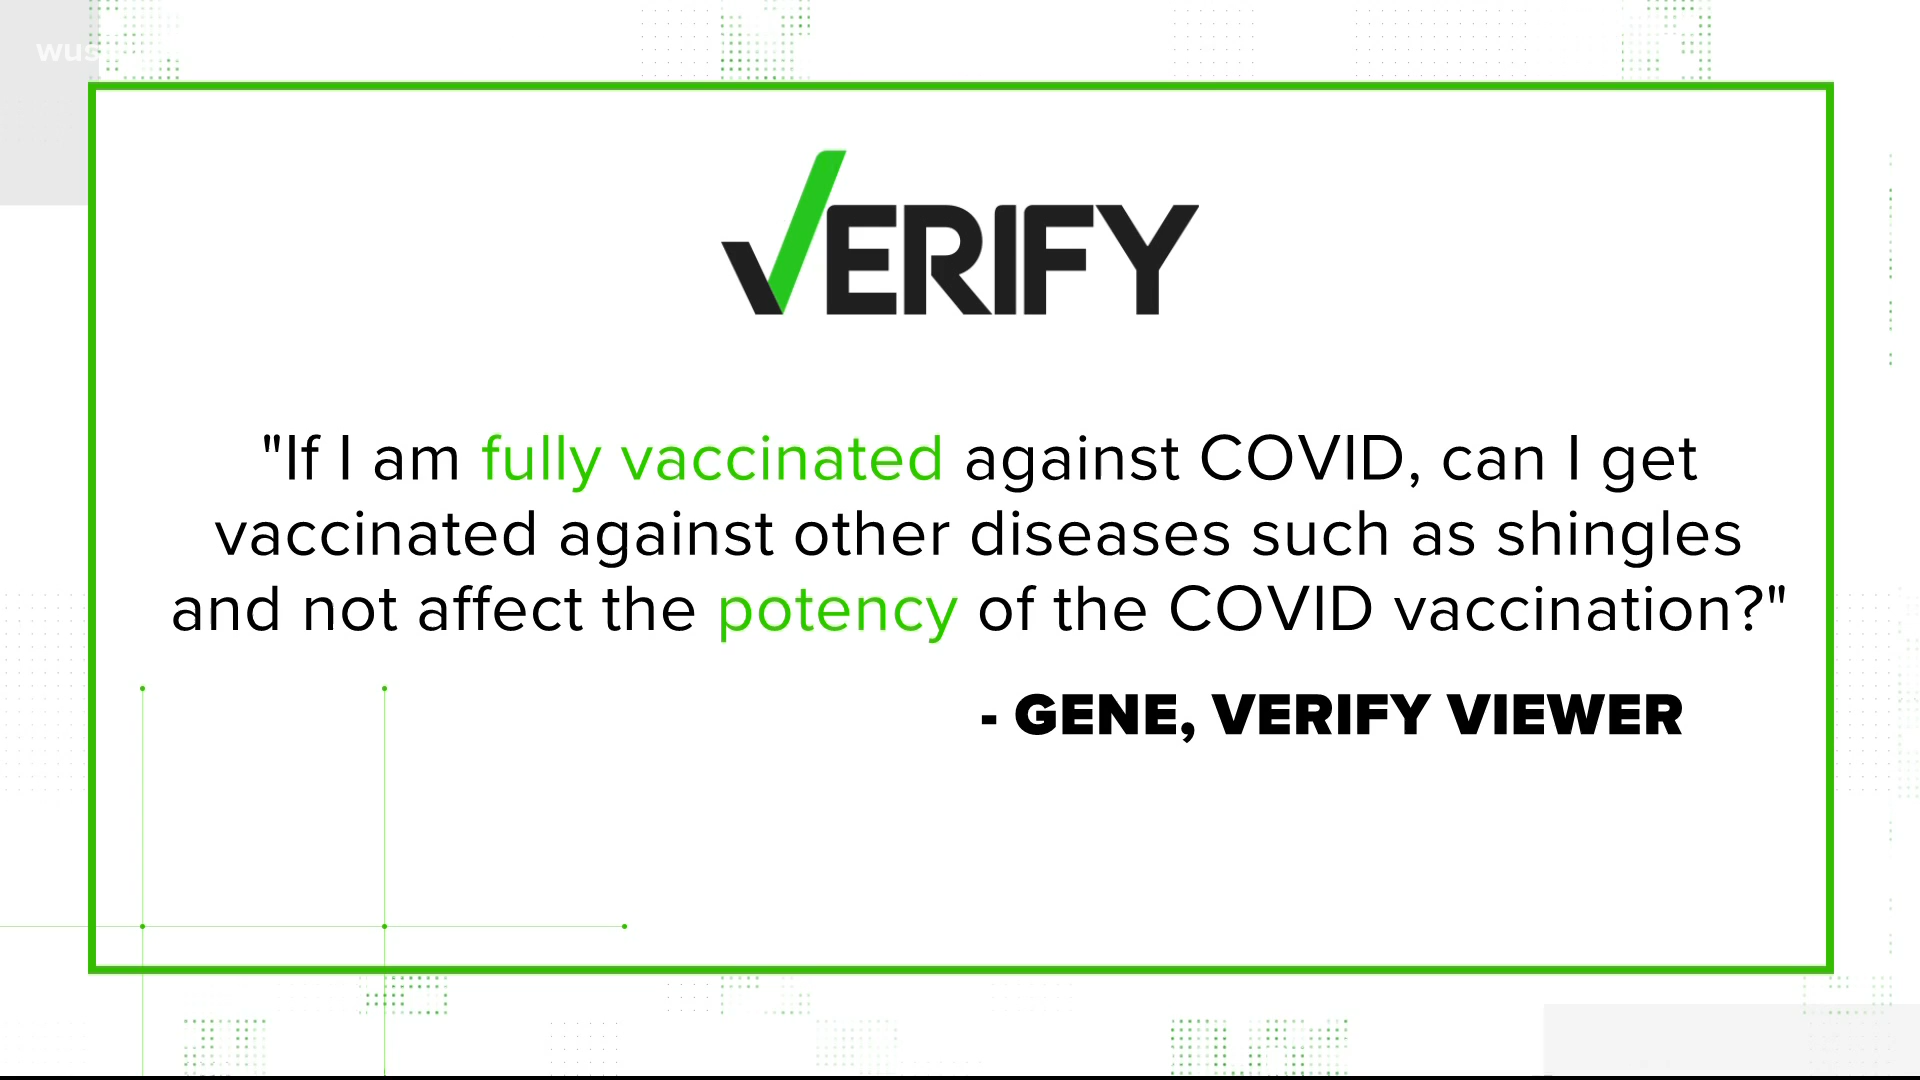 wus
VERIFY
"If I am fully vaccinated against COVID, can I get
vaccinated against other diseases such as shingles
and not affect the potency of the COVID vaccination?"
- GENE, VERIFY VIEWER